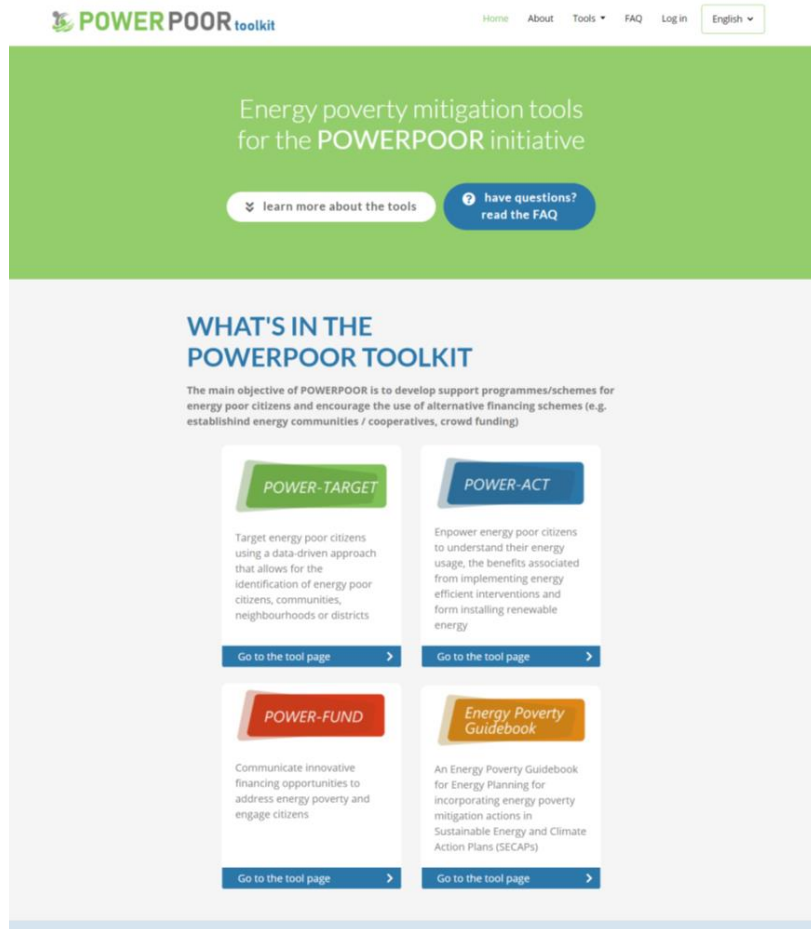 POWERPOOR toolkit
Home About Tools FAQ Log in English
Energy poverty mitigation tools
for the POWERPOOR initiative
learn more about the tools
have questions?
read the FAQ
WHAT'S IN THE
POWERPOOR TOOLKIT
The main objective of POWERPOOR is to develop support programmes/schemes for
energy poor citizens and encourage the use of alternative financing schemes (e.g.
establishind energy communities / cooperatives, crowd funding)
POWER-TARGET
Target energy poor citizens
using a data-driven approach
that allows for the
identification of energy poor
citizens, communities,
neighbourhoods or districts
Go to the tool page
POWER-ACT
Enpower energy poor citizens
to understand their energy
usage, the benefits associated
from implementing energy
efficient interventions and
form installing renewable
energy
Go to the tool page
POWER-FUND
Communicate innovative
financing opportunities to
address energy poverty and
engage citizens
Go to the tool page
Energy Poverty
Guidebook
An Energy Poverty Guidebook
for Energy Planning for
incorporating energy poverty
mitigation actions in
Sustainable Energy and Climate
Action Plans (SECAPs)
Go to the tool page